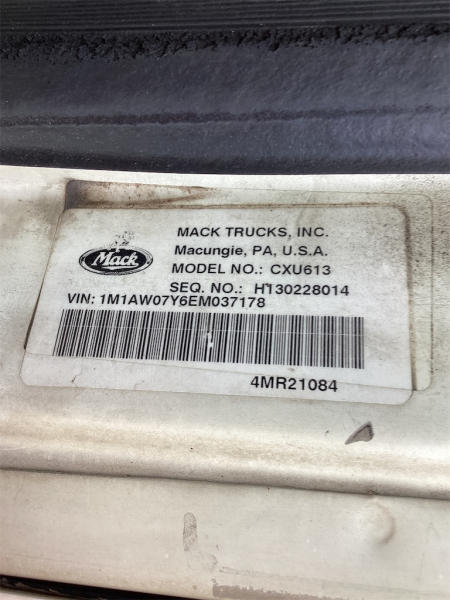 MACK TRUCKS, INC.
Macungie, PA, U.S.A.
Mack
MODEL NO.: CXU613
SEQ. NO.: H130228014
VIN: 1M1AW07Y6EM037178
4MR21084